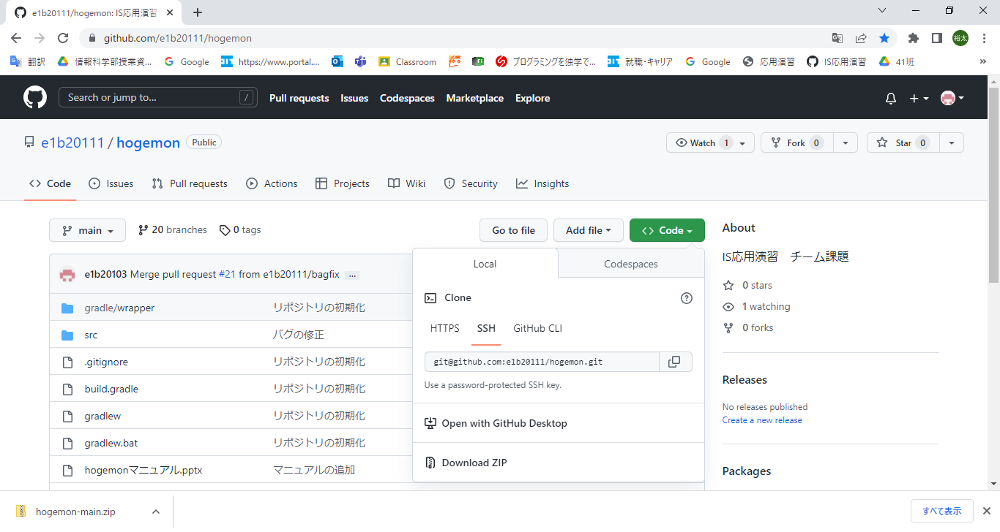 e1b20111/hogemon: IS応用演習
github.com/e1b20111/hogemon
裕太
翻訳 情報科学部授業資... Google https://www.portal.... Classroom プログラミングを独学で... 就職・キャリア Google 応用演習 IS応用演習 41班 »
Search or jump to... / Pull requests Issues Codespaces Marketplace Explore
e1b20111 / hogemon Public Watch 1 Fork 0 Star 0
Code Issues Pull requests Actions Projects Wiki Security Insights
main 20 branches 0 tags Go to file Add file Code
e1b20103 Merge pull request #21 from e1b20111/bagfix ...
gradle/wrapper リポジトリの初期化
src バグの修正
.gitignore リポジトリの初期化
build.gradle リポジトリの初期化
gradlew リポジトリの初期化
gradlew.bat リポジトリの初期化
hogemonマニュアル.pptx マニュアルの追加
Local Codespaces
Clone
HTTPS SSH GitHub CLI
git@github.com:e1b20111/hogemon.git
Use a password-protected SSH key.
Open with GitHub Desktop
Download ZIP
About
IS応用演習　チーム課題
0 stars
1 watching
0 forks
Releases
No releases published
Create a new release
Packages
hogemon-main.zip すべて表示